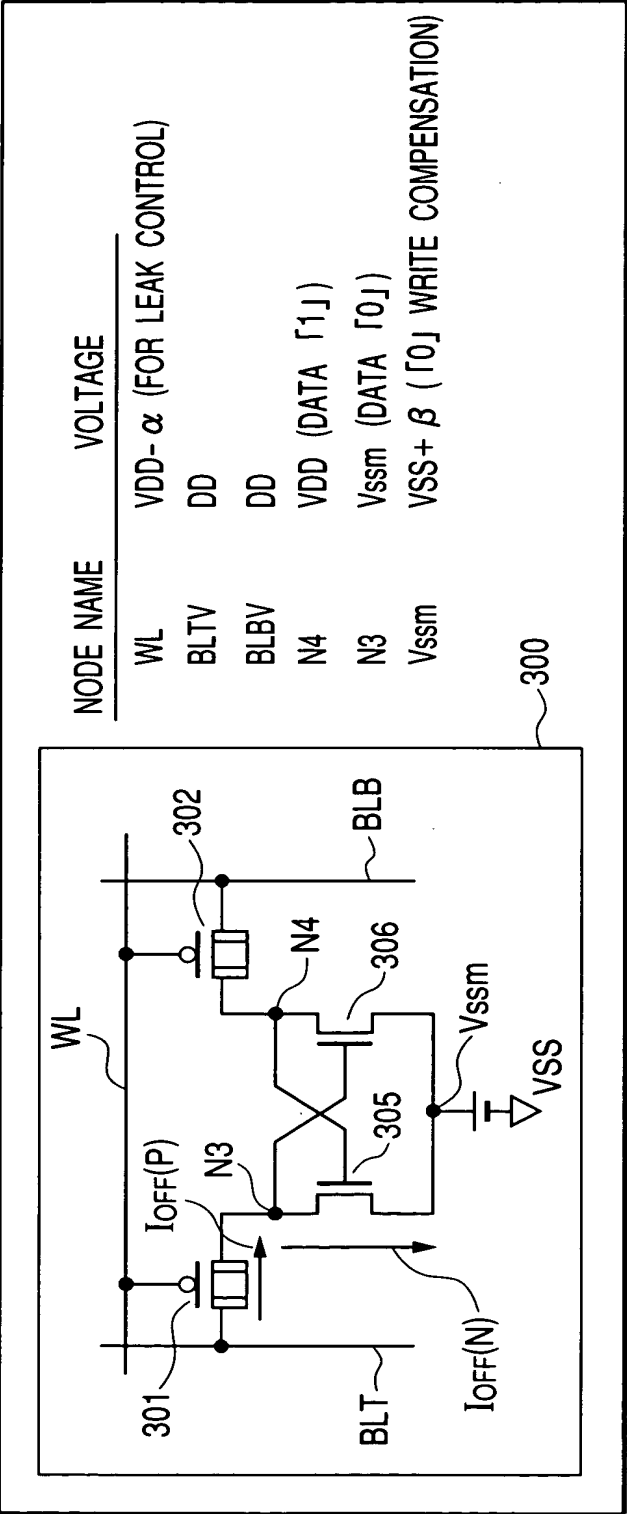 WL
301
302
IOFF(P)
N3
N4
305
306
BLT
BLB
IOFF(N)
Vssm
VSS
300
NODE NAME VOLTAGE
WL VDD-α (FOR LEAK CONTROL)
BLTV DD
BLBV DD
N4 VDD (DATA 「1」)
N3 Vssm (DATA 「0」)
Vssm VSS+β (「0」 WRITE COMPENSATION)